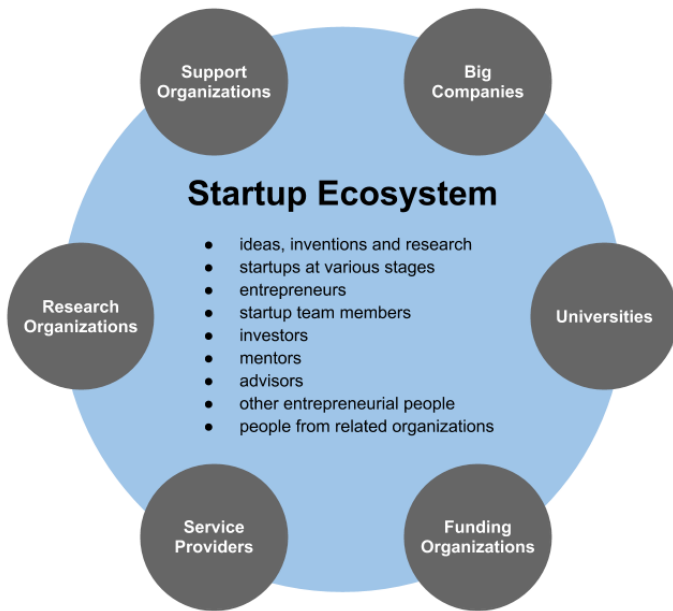 Support
Organizations
Big
Companies
Startup Ecosystem
● ideas, inventions and research
● startups at various stages
● entrepreneurs
● startup team members
● investors
● mentors
● advisors
● other entrepreneurial people
● people from related organizations
Research
Organizations
Universities
Service
Providers
Funding
Organizations